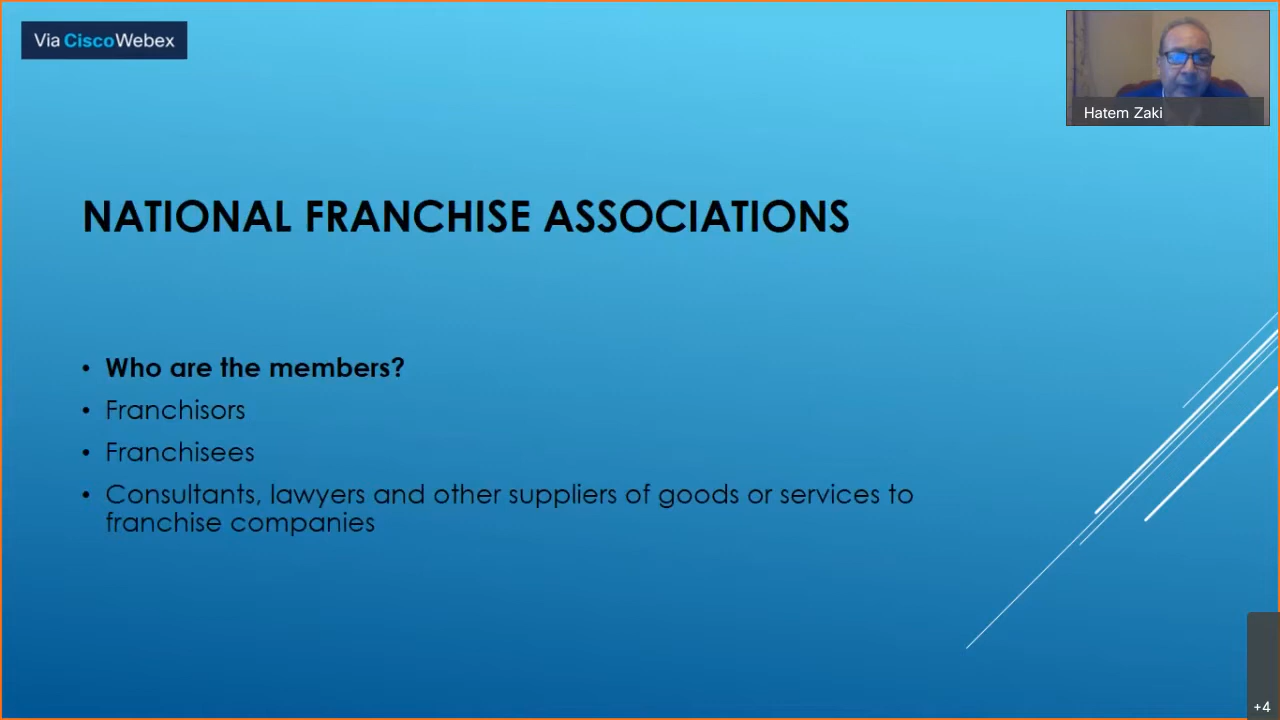 Via CiscoWebex
Hatem Zaki
NATIONAL FRANCHISE ASSOCIATIONS
• Who are the members?
• Franchisors
• Franchisees
• Consultants, lawyers and other suppliers of goods or services to
franchise companies
+4